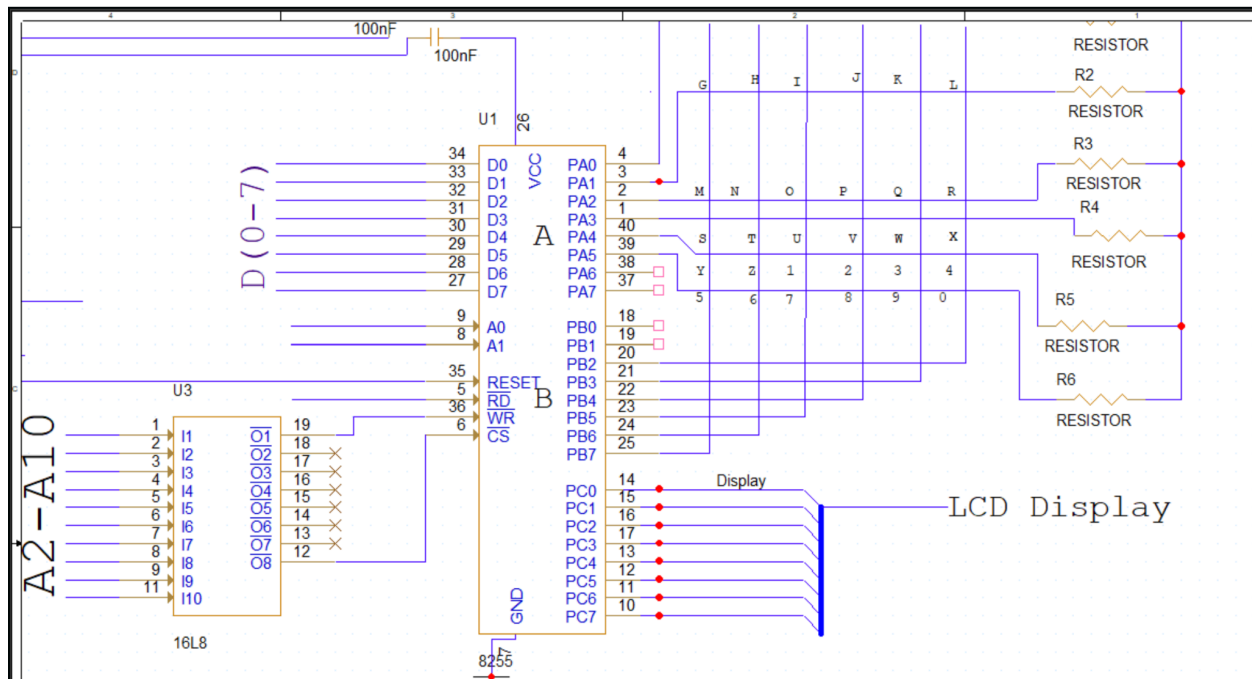 4 3 2 1
100nF
100nF
RESISTOR
D
G H I J K L
R2
RESISTOR
U1
26
VCC
34 D0 PA0 4
33 D1 PA1 3
32 D2 PA2 2
31 D3 PA3 1
30 D4 PA4 40
29 D5 PA5 39
28 D6 PA6 38
27 D7 PA7 37
D(0-7)
A
R3
RESISTOR
M N O P Q R
R4
S T U V W X
RESISTOR
Y Z 1 2 3 4
5 6 7 8 9 0
R5
RESISTOR
9 A0 PB0 18
8 A1 PB1 19
PB2 20
35 RESET PB3 21
5 RD PB4 22
36 WR PB5 23
6 CS PB6 24
PB7 25
B
R6
RESISTOR
C
U3
1 I1 O1 19
2 I2 O2 18
3 I3 O3 17
4 I4 O4 16
5 I5 O5 15
6 I6 O6 14
7 I7 O7 13
8 I8 O8 12
9 I9
11 I10
A2-A10
16L8
PC0 14
PC1 15
PC2 16
PC3 17
PC4 13
PC5 12
PC6 11
PC7 10
Display
LCD Display
GND
7
8255